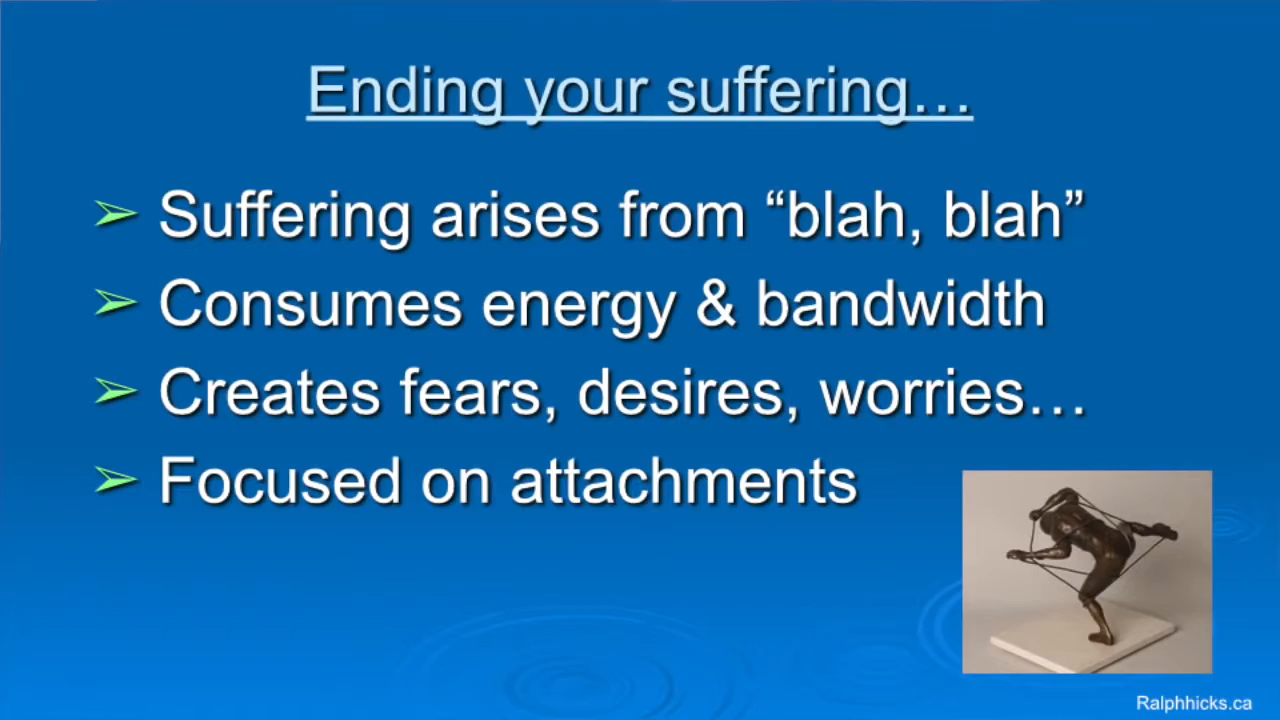 Ending your suffering…
Suffering arises from “blah, blah”
Consumes energy & bandwidth
Creates fears, desires, worries…
Focused on attachments
Ralphhicks.ca